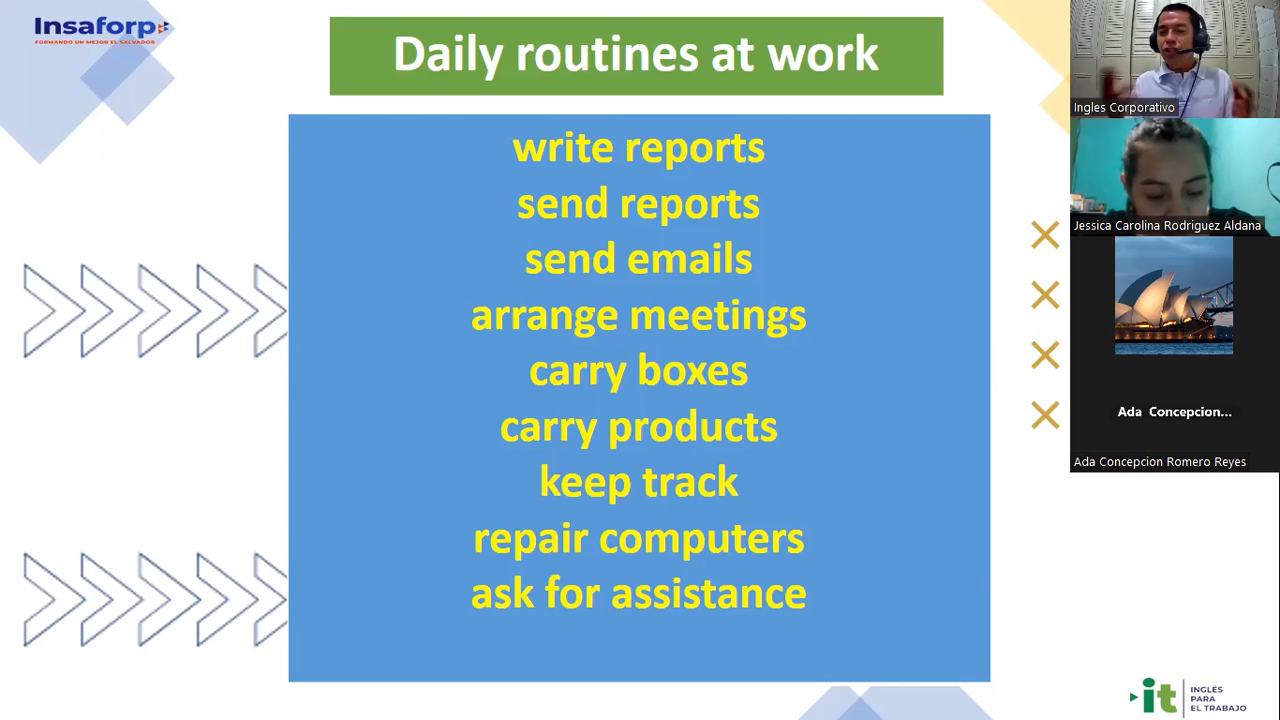 Insaforp
FORMANDO UN MEJOR EL SALVADOR
Daily routines at work
write reports
send reports
send emails
arrange meetings
carry boxes
carry products
keep track
repair computers
ask for assistance
Ingles Corporativo
Jessica Carolina Rodriguez Aldana
Ada Concepcion...
Ada Concepcion Romero Reyes
it
INGLÉS
PARA
EL TRABAJO